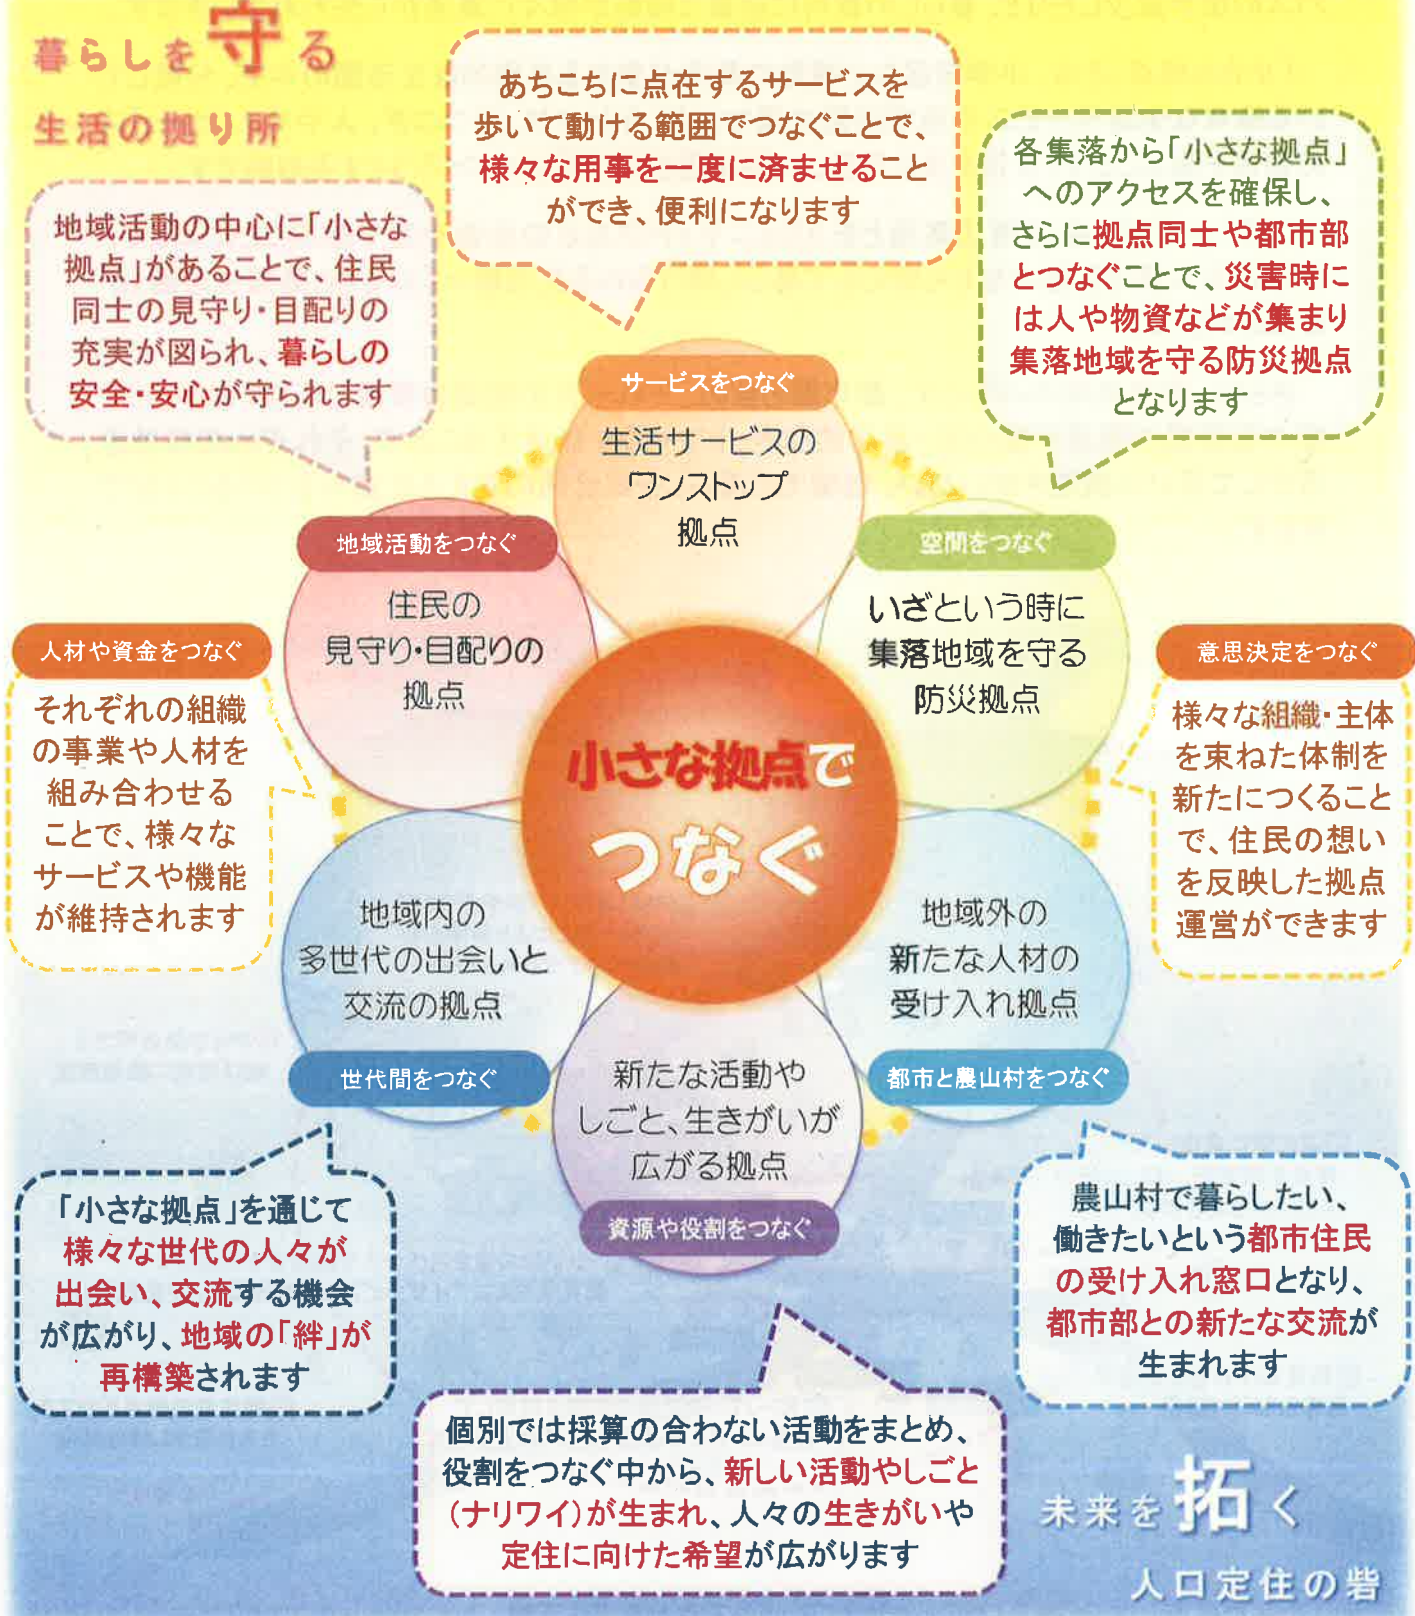 暮らしを守る
生活の拠り所
あちこちに点在するサービスを
歩いて動ける範囲でつなぐことで、
様々な用事を一度に済ませること
ができ、便利になります
各集落から「小さな拠点」
へのアクセスを確保し、
さらに拠点同士や都市部
とつなぐことで、災害時に
は人や物資などが集まり
集落地域を守る防災拠点
となります
地域活動の中心に「小さな
拠点」があることで、住民
同士の見守り・目配りの
充実が図られ、暮らしの
安全・安心が守られます
サービスをつなぐ
生活サービスの
ワンストップ
拠点
地域活動をつなぐ
住民の
見守り・目配りの
拠点
空間をつなぐ
いざという時に
集落地域を守る
防災拠点
人材や資金をつなぐ
それぞれの組織
の事業や人材を
組み合わせる
ことで、様々な
サービスや機能
が維持されます
意思決定をつなぐ
様々な組織・主体
を束ねた体制を
新たにつくること
で、住民の想い
を反映した拠点
運営ができます
小さな拠点で
つなぐ
地域内の
多世代の出会いと
交流の拠点
世代間をつなぐ
地域外の
新たな人材の
受け入れ拠点
都市と農山村をつなぐ
新たな活動や
しごと、生きがいが
広がる拠点
資源や役割をつなぐ
「小さな拠点」を通じて
様々な世代の人々が
出会い、交流する機会
が広がり、地域の「絆」が
再構築されます
農山村で暮らしたい、
働きたいという都市住民
の受け入れ窓口となり、
都市部との新たな交流が
生まれます
個別では採算の合わない活動をまとめ、
役割をつなぐ中から、新しい活動やしごと
(ナリワイ)が生まれ、人々の生きがいや
定住に向けた希望が広がります
未来を拓く
人口定住の砦